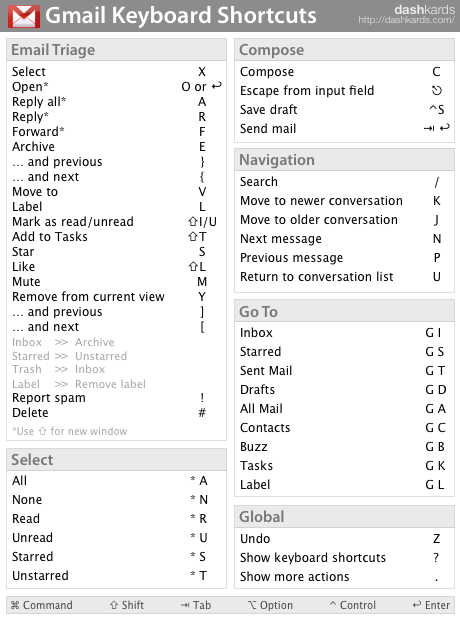 Gmail Keyboard Shortcuts
dashkards
http://dashkards.com/
Email Triage
Select X
Open* O or ↩
Reply all* A
Reply* R
Forward* F
Archive E
... and previous }
... and next {
Move to V
Label L
Mark as read/unread ⇧I/U
Add to Tasks ⇧T
Star S
Like ⇧L
Mute M
Remove from current view Y
... and previous ]
... and next [
Inbox >> Archive
Starred >> Unstarred
Trash >> Inbox
Label >> Remove label
Report spam !
Delete #
*Use ⇧ for new window
Select
All * A
None * N
Read * R
Unread * U
Starred * S
Unstarred * T
Compose
Compose C
Escape from input field ⎋
Save draft ^S
Send mail ⇥ ↩
Navigation
Search /
Move to newer conversation K
Move to older conversation J
Next message N
Previous message P
Return to conversation list U
Go To
Inbox G I
Starred G S
Sent Mail G T
Drafts G D
All Mail G A
Contacts G C
Buzz G B
Tasks G K
Label G L
Global
Undo Z
Show keyboard shortcuts ?
Show more actions .
⌘ Command ⇧ Shift ⇥ Tab ⌥ Option ^ Control ↩ Enter